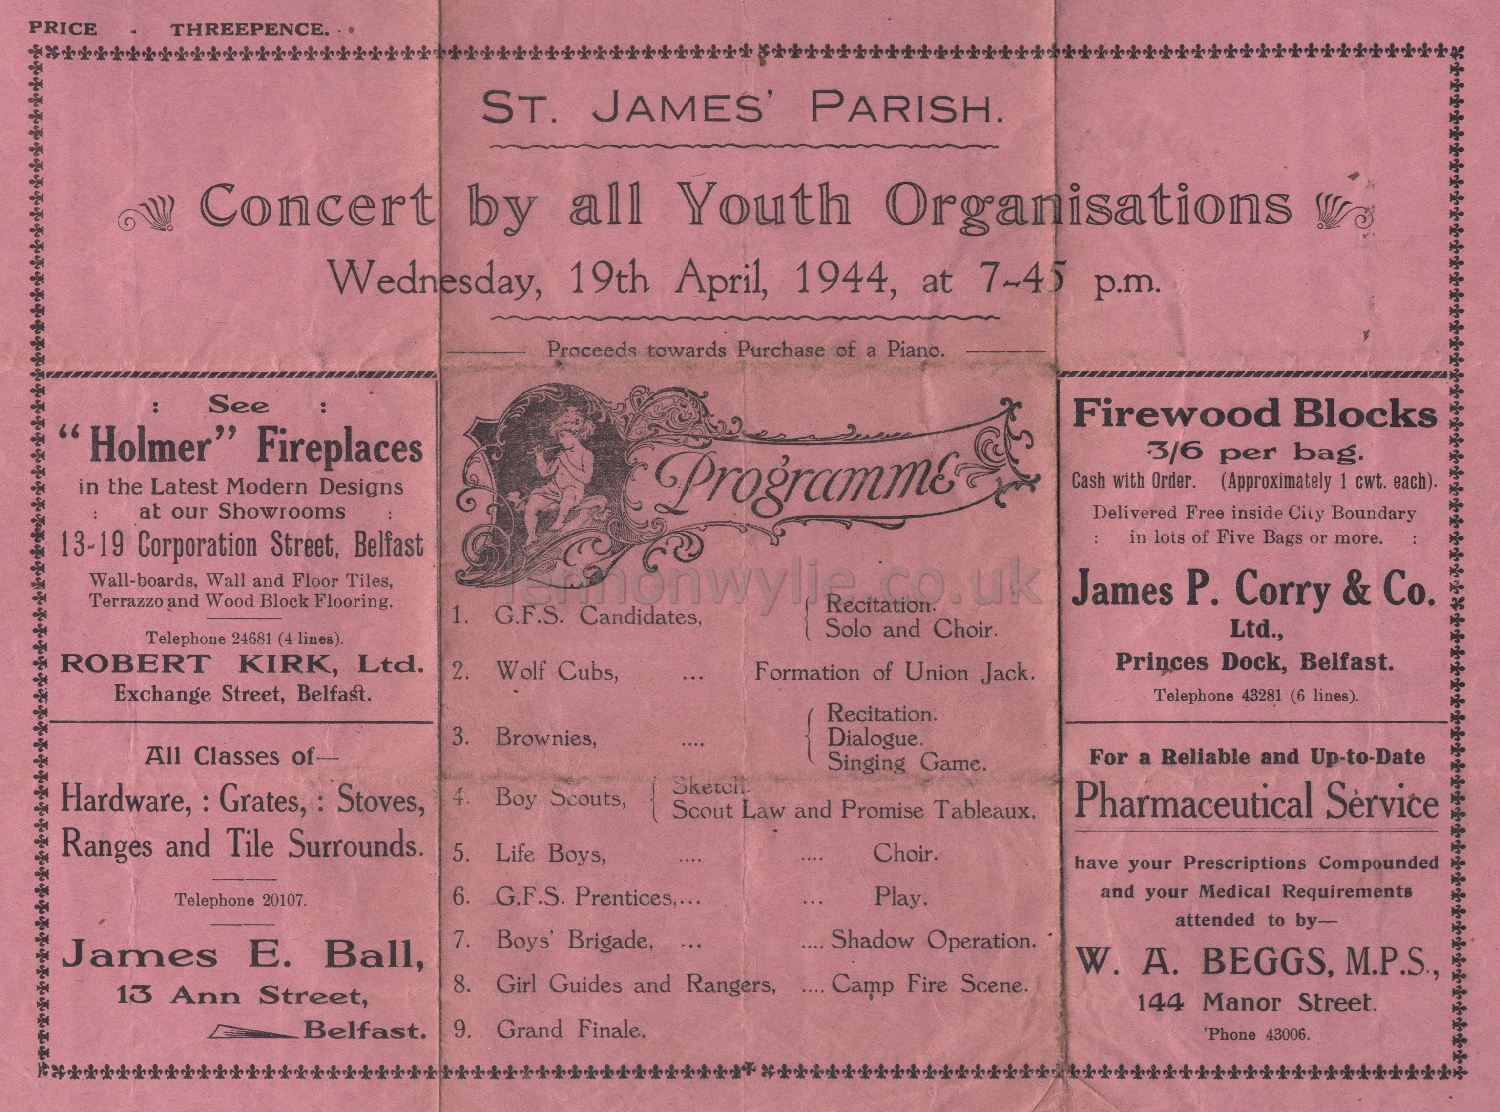 PRICE - THREEPENCE.
ST. JAMES' PARISH.
Concert by all Youth Organisations
Wednesday, 19th April, 1944, at 7-45 p.m.
Proceeds towards Purchase of a Piano.
: See :
"Holmer" Fireplaces
in the Latest Modern Designs
: at our Showrooms :
13-19 Corporation Street, Belfast
Wall-boards, Wall and Floor Tiles,
Terrazzo and Wood Block Flooring.
Telephone 24681 (4 lines).
ROBERT KIRK, Ltd.
Exchange Street, Belfast.
All Classes of—
Hardware, : Grates, : Stoves,
Ranges and Tile Surrounds.
Telephone 20107.
James E. Ball,
13 Ann Street,
Belfast.
Programme
lennonwylie.co.uk
1. G.F.S. Candidates, { Recitation.
Solo and Choir.
2. Wolf Cubs, ... Formation of Union Jack.
3. Brownies, .... { Recitation.
Dialogue.
Singing Game.
4. Boy Scouts, { Sketch.
Scout Law and Promise Tableaux.
5. Life Boys, .... .... Choir.
6. G.F.S. Prentices,... ... Play.
7. Boys' Brigade, ... .... Shadow Operation.
8. Girl Guides and Rangers, .... Camp Fire Scene.
9. Grand Finale.
Firewood Blocks
3/6 per bag.
Cash with Order. (Approximately 1 cwt. each).
Delivered Free inside City Boundary
: in lots of Five Bags or more. :
James P. Corry & Co.
Ltd.,
Princes Dock, Belfast.
Telephone 43281 (6 lines).
For a Reliable and Up-to-Date
Pharmaceutical Service
have your Prescriptions Compounded
and your Medical Requirements
attended to by—
W. A. BEGGS, M.P.S.,
144 Manor Street.
'Phone 43006.